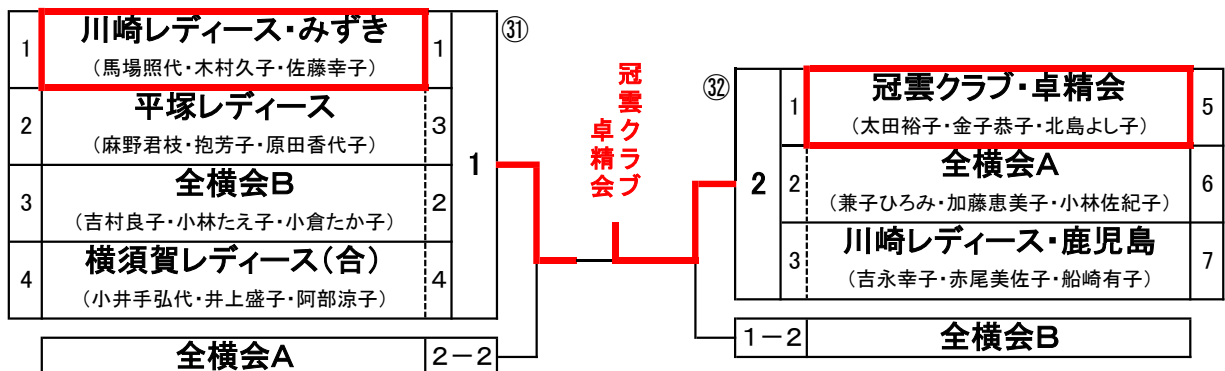 ㉛
1 川崎レディース・みずき 1
(馬場照代・木村久子・佐藤幸子)
2 平塚レディース 3
(麻野君枝・抱芳子・原田香代子)
3 全横会B 2
(吉村良子・小林たえ子・小倉たか子)
4 横須賀レディース(合) 4
(小井手弘代・井上盛子・阿部涼子)
1
全横会A 2－2
冠雲クラブ
卓精会
㉜
2
1 冠雲クラブ・卓精会 5
(太田裕子・金子恭子・北島よし子)
2 全横会A 6
(兼子ひろみ・加藤恵美子・小林佐紀子)
3 川崎レディース・鹿児島 7
(吉永幸子・赤尾美佐子・船崎有子)
1－2 全横会B